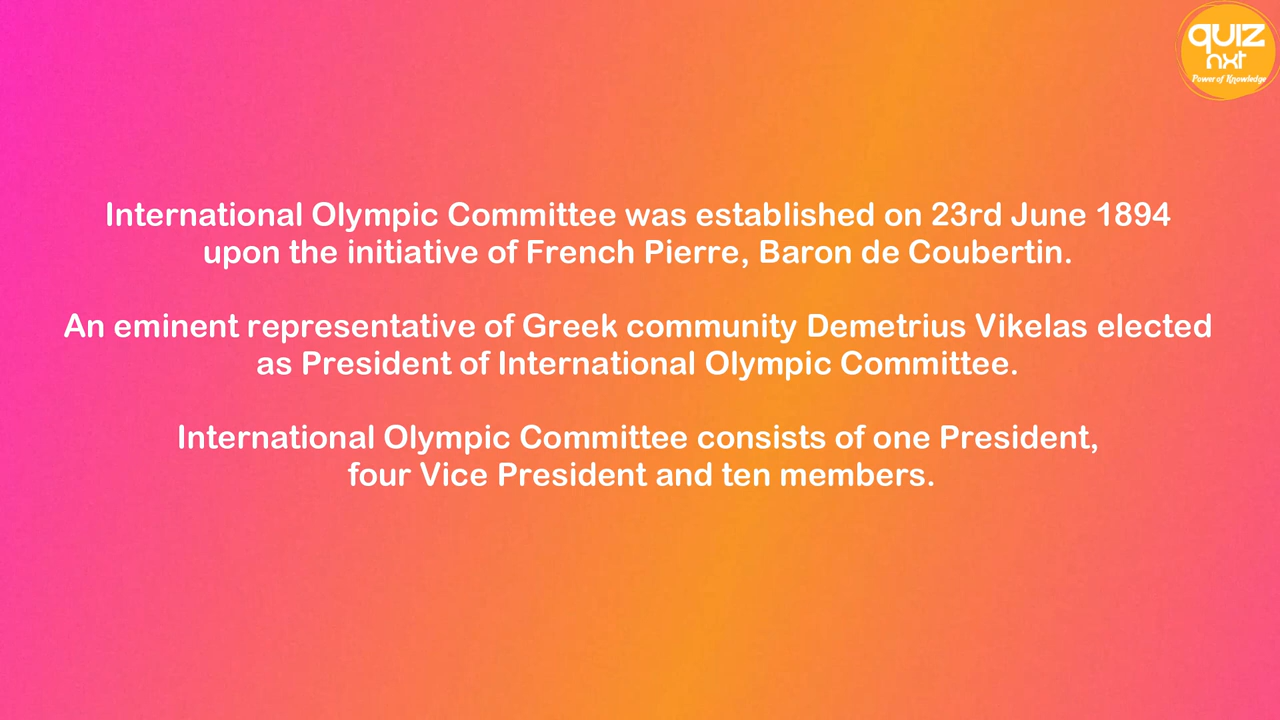 quiz
nxt
Power of Knowledge
International Olympic Committee was established on 23rd June 1894
upon the initiative of French Pierre, Baron de Coubertin.
An eminent representative of Greek community Demetrius Vikelas elected
as President of International Olympic Committee.
International Olympic Committee consists of one President,
four Vice President and ten members.